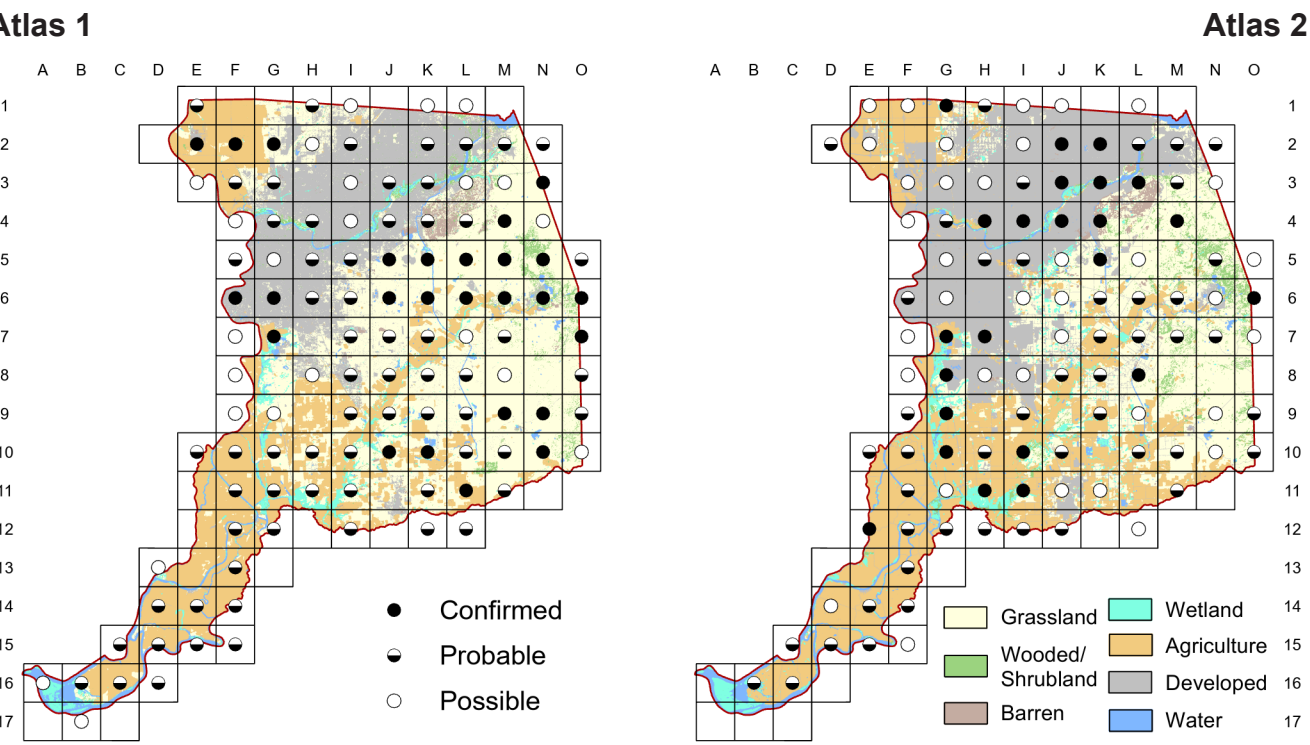 Atlas 1
Atlas 2
A B C D E F G H I J K L M N O
A B C D E F G H I J K L M N O
1 1
2 2
3 3
4 4
5 5
6 6
7 7
8 8
9 9
10 10
11 11
12 12
13 13
14 14
15 15
16 16
17 17
Confirmed
Probable
Possible
Grassland
Wooded/
Shrubland
Barren
Wetland
Agriculture
Developed
Water